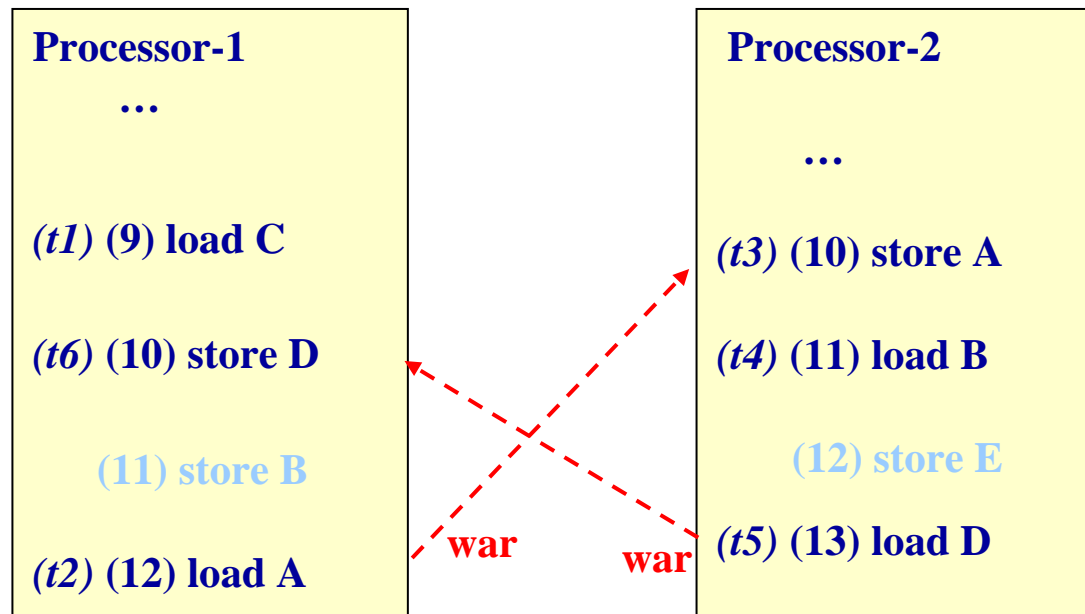 Processor-1
...
(t1) (9) load C
(t6) (10) store D
(11) store B
(t2) (12) load A
war
war
Processor-2
...
(t3) (10) store A
(t4) (11) load B
(12) store E
(t5) (13) load D